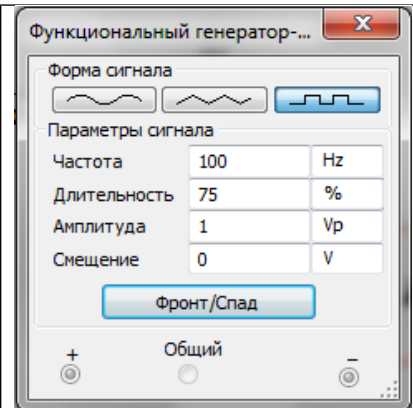 Функциональный генератор-...
Форма сигнала
Параметры сигнала
Частота 100 Hz
Длительность 75 %
Амплитуда 1 Vp
Смещение 0 V
Фронт/Спад
+ Общий –